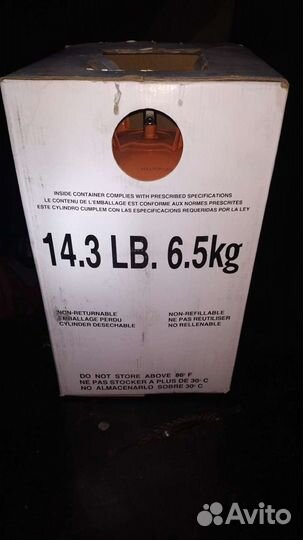 INSIDE CONTAINER COMPLIES WITH PRESCRIBED SPECIFICATIONS
LE CONTENU DE L'EMBALLAGE EST CONFORME AUX NORMES PRESCRITES
ESTE CYLINDRO CUMPLEM CON LAS ESPECIFICACIONES REQUERIDAS POR LA LEY
14.3 LB. 6.5kg
NON-RETURNABLE
EMBALLAGE PERDU
CYLINDER DESECHABLE
NON-REFILLABLE
NE PAS REUTILISER
NO RELLENABLE
DO NOT STORE ABOVE 86° F
NE PAS STOCKER A PLUS DE 30° C
NO ALMACENARLO SOBRE 30° C
Avito